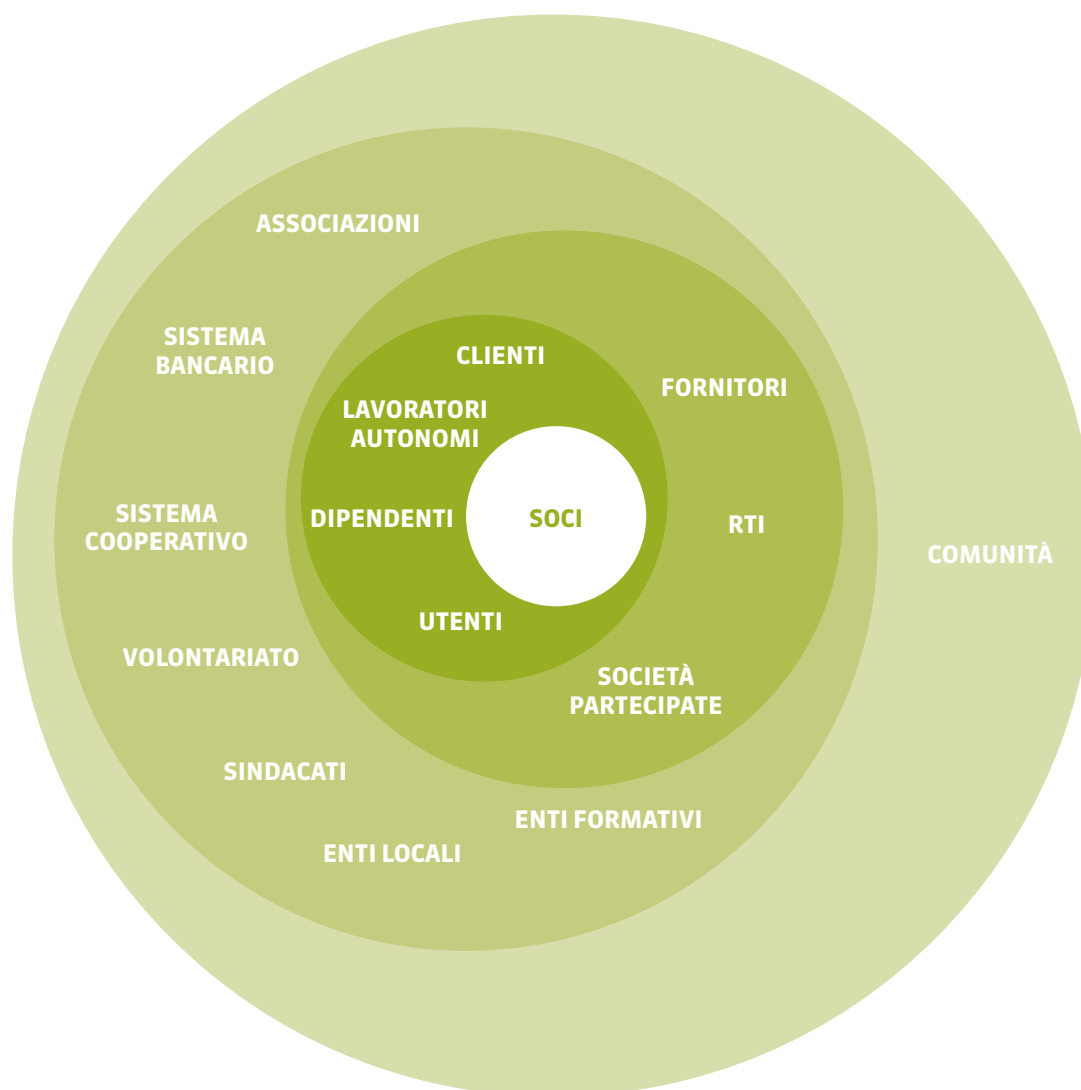 ASSOCIAZIONI
SISTEMA
BANCARIO
CLIENTI
FORNITORI
LAVORATORI
AUTONOMI
DIPENDENTI
SOCI
RTI
SISTEMA
COOPERATIVO
COMUNITÀ
UTENTI
VOLONTARIATO
SOCIETÀ
PARTECIPATE
SINDACATI
ENTI FORMATIVI
ENTI LOCALI